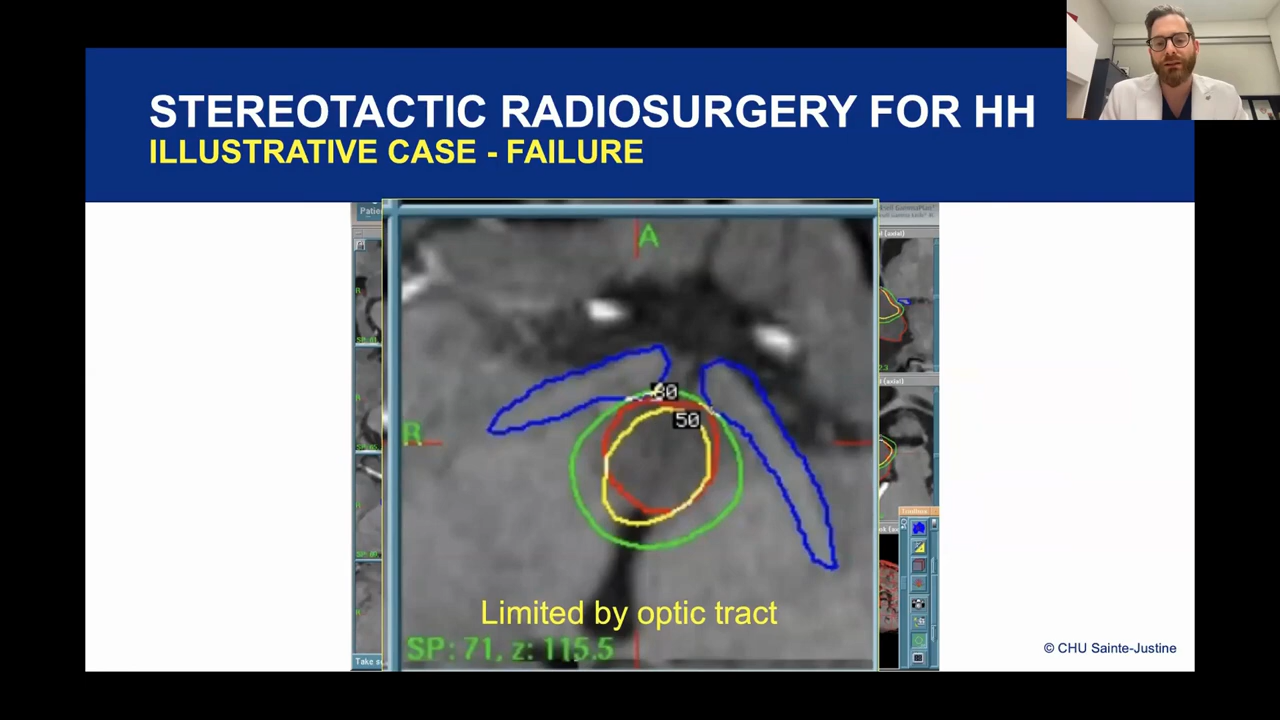 STEREOTACTIC RADIOSURGERY FOR HH
ILLUSTRATIVE CASE - FAILURE
A
R
50
Limited by optic tract
SP: 71, z: 115.5
© CHU Sainte-Justine